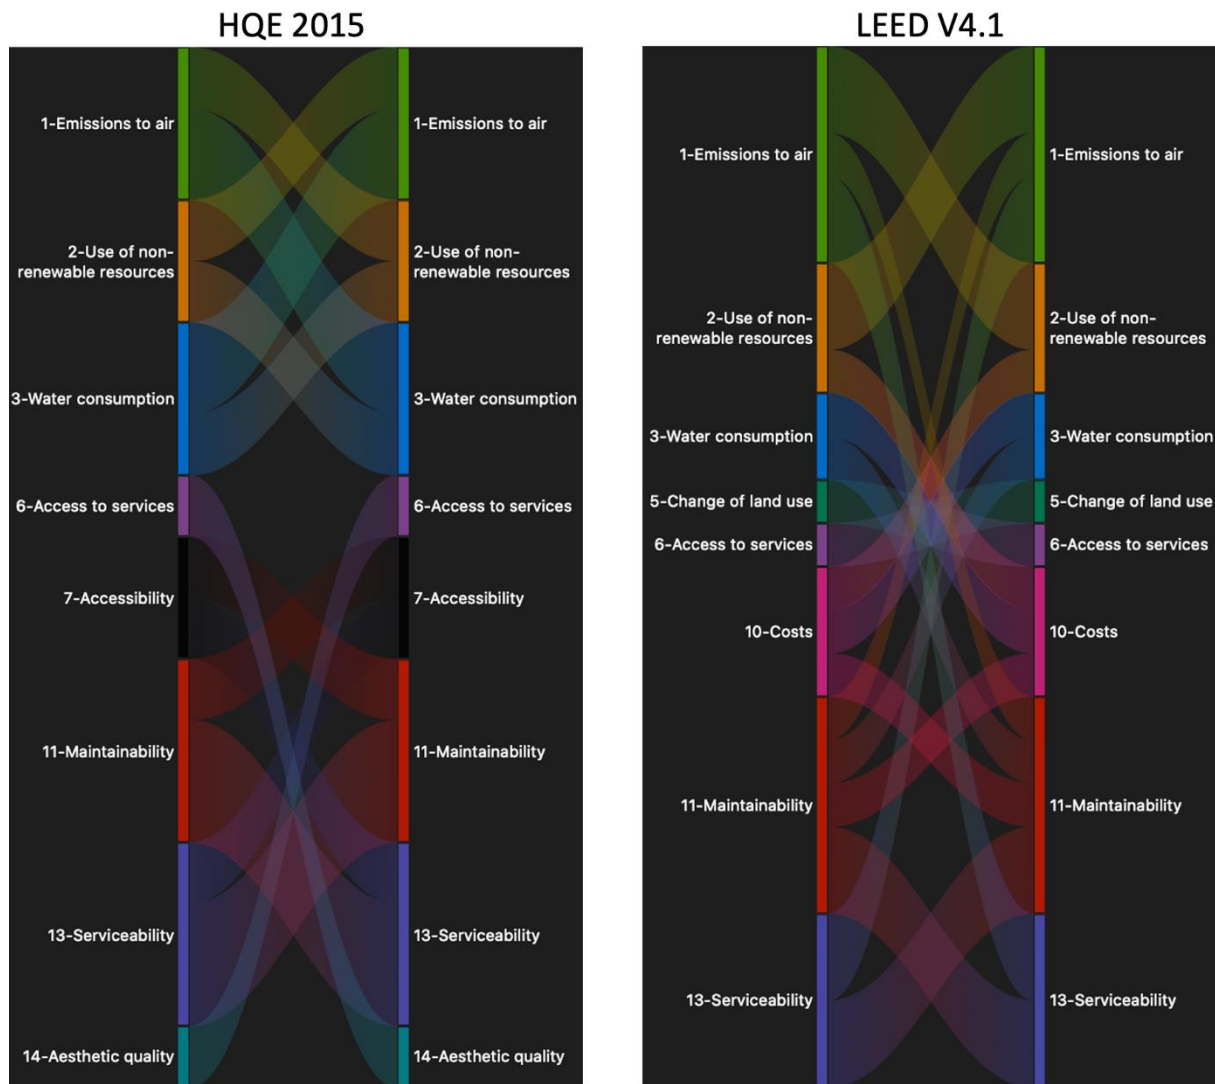 HQE 2015
1-Emissions to air
2-Use of non-
renewable resources
3-Water consumption
6-Access to services
7-Accessibility
11-Maintainability
13-Serviceability
14-Aesthetic quality
1-Emissions to air
2-Use of non-
renewable resources
3-Water consumption
6-Access to services
7-Accessibility
11-Maintainability
13-Serviceability
14-Aesthetic quality
LEED V4.1
1-Emissions to air
2-Use of non-
renewable resources
3-Water consumption
5-Change of land use
6-Access to services
10-Costs
11-Maintainability
13-Serviceability
1-Emissions to air
2-Use of non-
renewable resources
3-Water consumption
5-Change of land use
6-Access to services
10-Costs
11-Maintainability
13-Serviceability